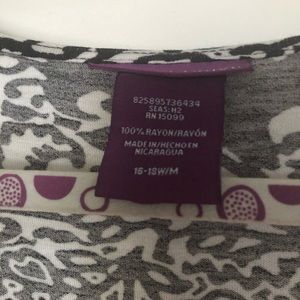 825895736434
SEAS:H2
RN 15099
100% RAYON/RAYÓN
MADE IN/HECHO EN
NICARAGUA
16-18W/M